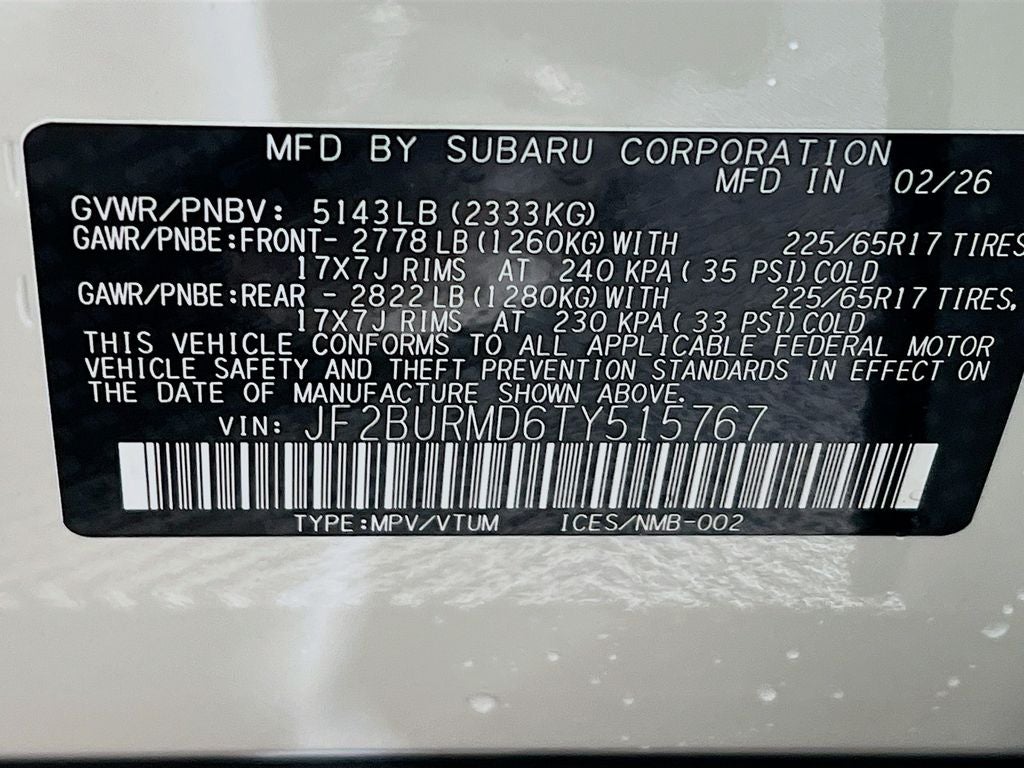 MFD BY SUBARU CORPORATION
MFD IN 02/26
GVWR/PNBV: 5143LB (2333KG)
GAWR/PNBE:FRONT- 2778 LB (1260KG) WITH 225/65R17 TIRES
17X7J RIMS AT 240 KPA ( 35 PSI) COLD
GAWR/PNBE:REAR - 2822 LB (1280KG) WITH 225/65R17 TIRES,
17X7J RIMS AT 230 KPA ( 33 PSI) COLD
THIS VEHICLE CONFORMS TO ALL APPLICABLE FEDERAL MOTOR
VEHICLE SAFETY AND THEFT PREVENTION STANDARDS IN EFFECT ON
THE DATE OF MANUFACTURE SHOWN ABOVE.
VIN: JF2BURMD6TY515767
TYPE:MPV/VTUM ICES/NMB-002